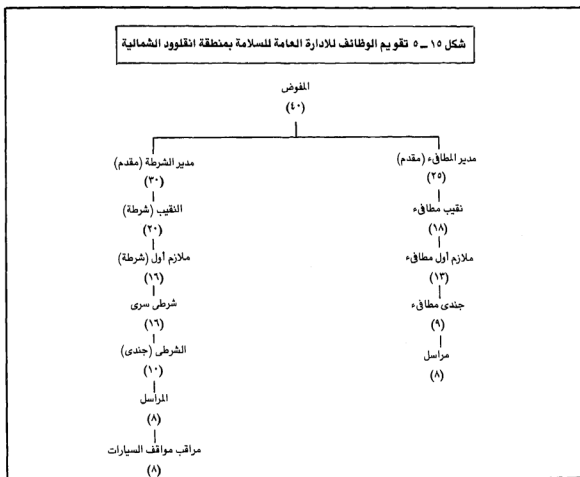 شكل ١٥ ــ ٥ تقويم الوظائف للادارة العامة للسلامة بمنطقة انقلوود الشمالية
المفوض
(٤٠)
مدير المطافىء (مقدم)
(٢٥)
نقيب مطافىء
(١٨)
ملازم أول مطافىء
(١٣)
جندى مطافىء
(٩)
مراسل
(٨)
مدير الشرطة (مقدم)
(٣٠)
النقيب (شرطة)
(٢٠)
ملازم أول (شرطة)
(١٦)
شرطى سرى
(١٦)
الشرطى (جندى)
(١٠)
المراسل
(٨)
مراقب مواقف السيارات
(٨)